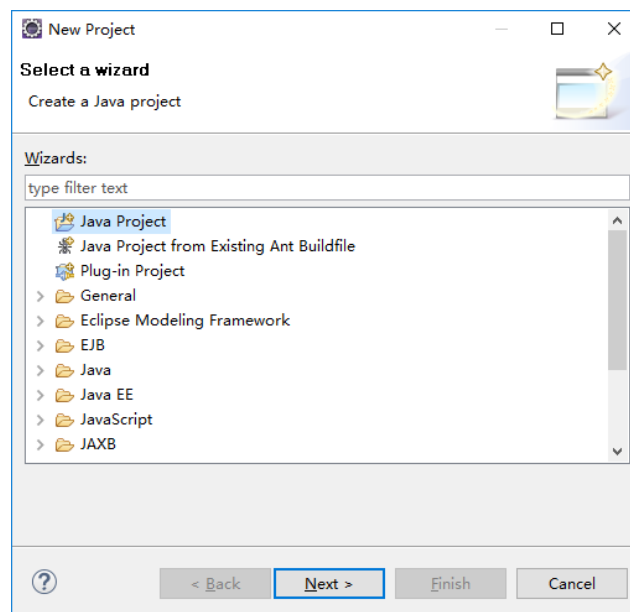 New Project
Select a wizard
Create a Java project
Wizards:
type filter text
Java Project
Java Project from Existing Ant Buildfile
Plug-in Project
General
Eclipse Modeling Framework
EJB
Java
Java EE
JavaScript
JAXB
?
< Back Next > Finish Cancel